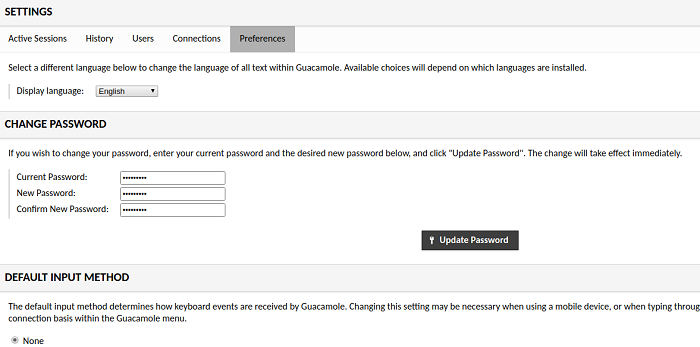 SETTINGS
Active Sessions History Users Connections Preferences
Select a different language below to change the language of all text within Guacamole. Available choices will depend on which languages are installed.
Display language: English
CHANGE PASSWORD
If you wish to change your password, enter your current password and the desired new password below, and click "Update Password". The change will take effect immediately.
Current Password: •••••••••
New Password: •••••••••
Confirm New Password: •••••••••
Update Password
DEFAULT INPUT METHOD
The default input method determines how keyboard events are received by Guacamole. Changing this setting may be necessary when using a mobile device, or when typing throug
connection basis within the Guacamole menu.
None